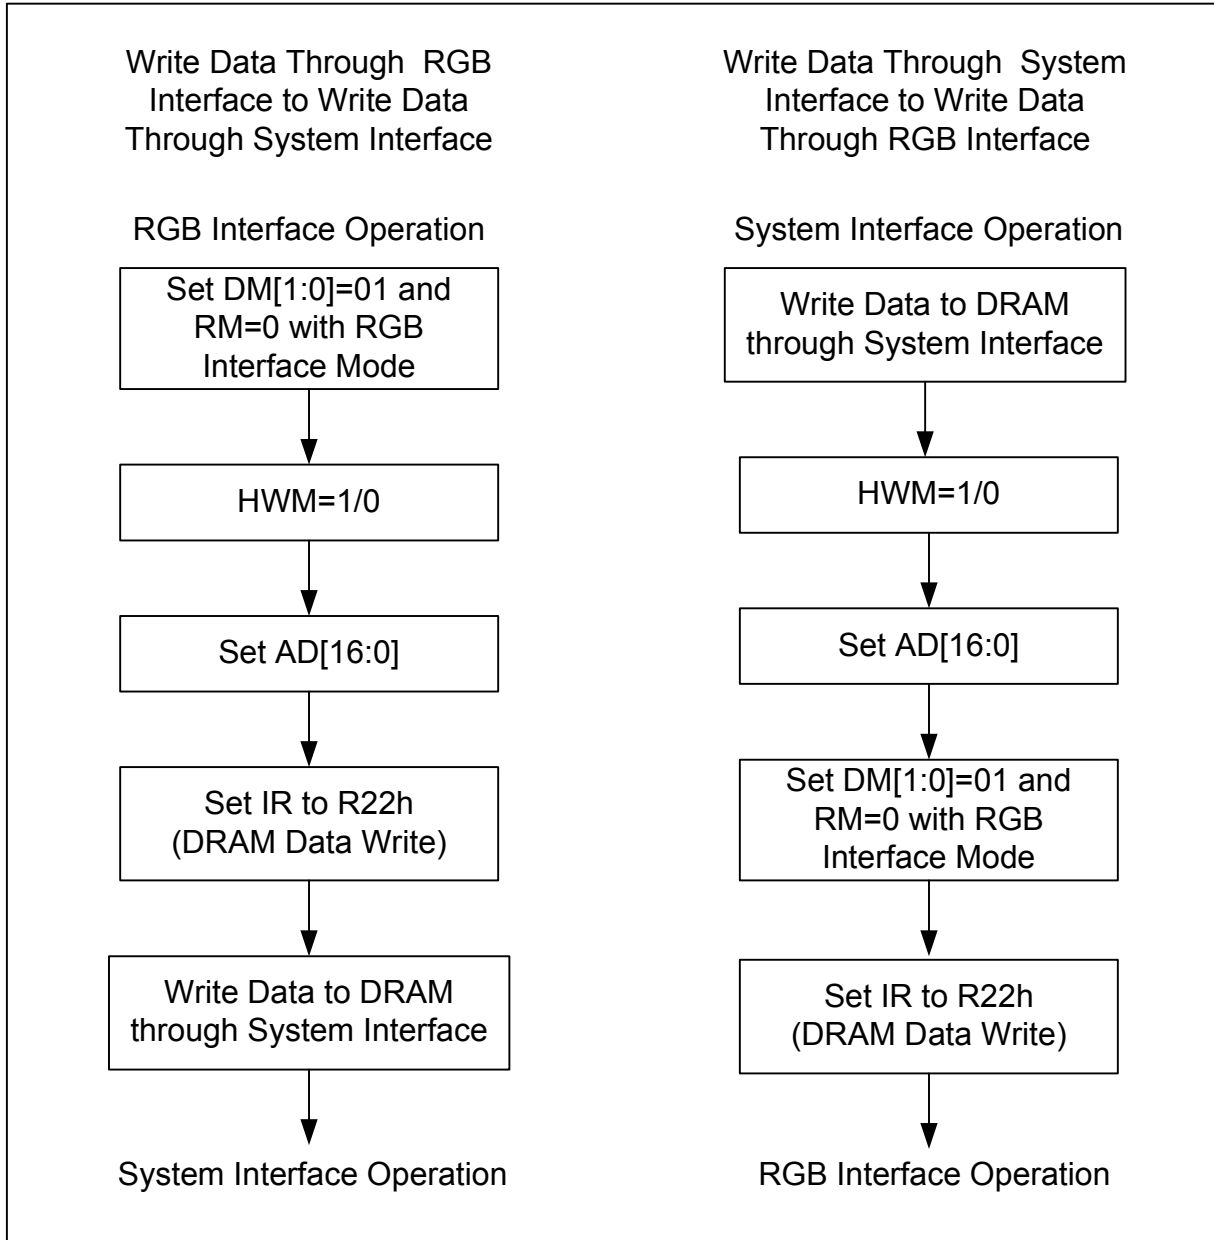 Write Data Through RGB
Interface to Write Data
Through System Interface
RGB Interface Operation
Set DM[1:0]=01 and
RM=0 with RGB
Interface Mode
HWM=1/0
Set AD[16:0]
Set IR to R22h
(DRAM Data Write)
Write Data to DRAM
through System Interface
System Interface Operation
Write Data Through System
Interface to Write Data
Through RGB Interface
System Interface Operation
Write Data to DRAM
through System Interface
HWM=1/0
Set AD[16:0]
Set DM[1:0]=01 and
RM=0 with RGB
Interface Mode
Set IR to R22h
(DRAM Data Write)
RGB Interface Operation